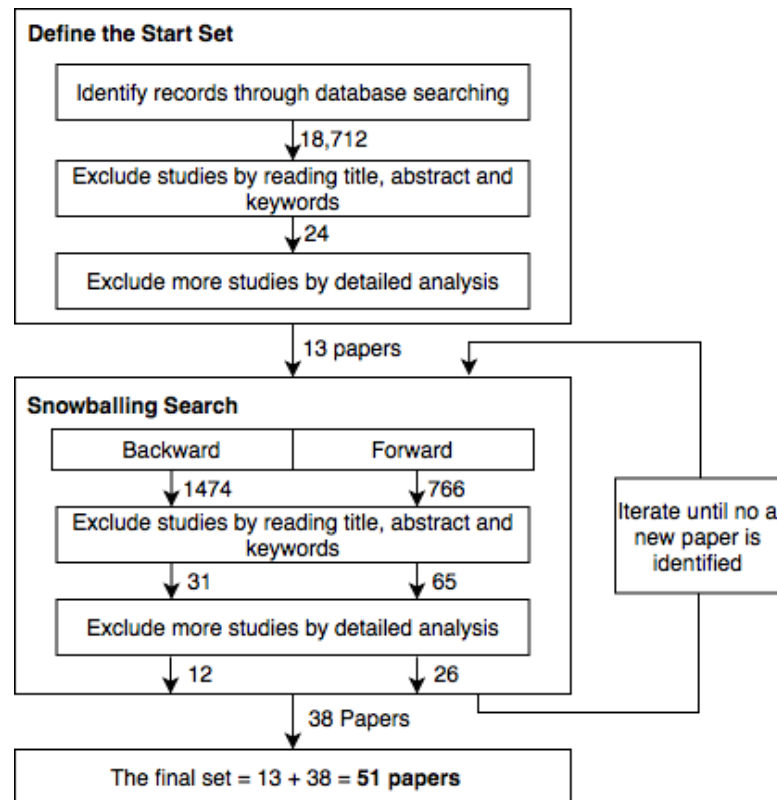 Define the Start Set
Identify records through database searching
18,712
Exclude studies by reading title, abstract and
keywords
24
Exclude more studies by detailed analysis
13 papers
Snowballing Search
Backward
Forward
1474
766
Exclude studies by reading title, abstract and
keywords
31
65
Exclude more studies by detailed analysis
12
26
Iterate until no a
new paper is
identified
38 Papers
The final set = 13 + 38 = 51 papers